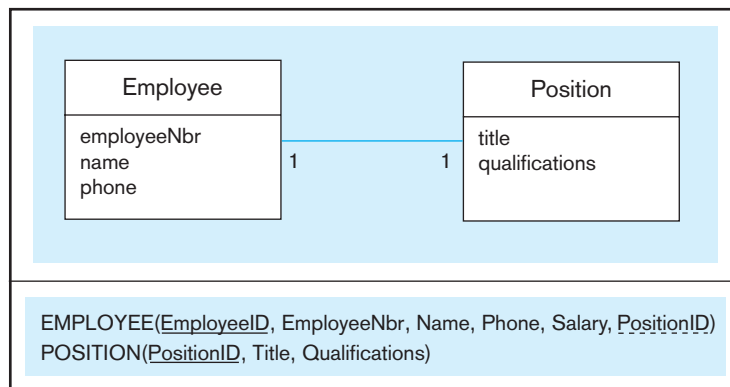 Employee
employeeNbr
name
phone
1
1
Position
title
qualifications
EMPLOYEE(EmployeeID, EmployeeNbr, Name, Phone, Salary, PositionID)
POSITION(PositionID, Title, Qualifications)